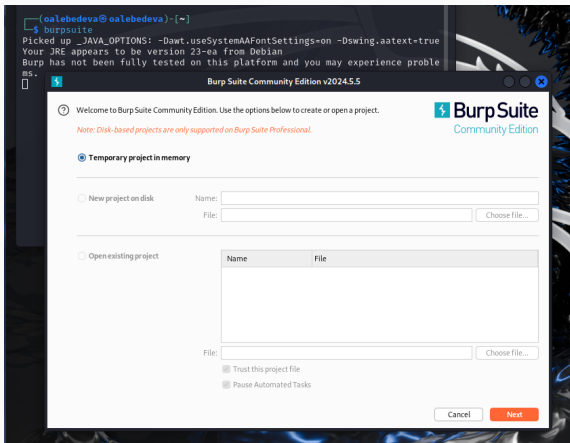 (oalebedeva㉿oalebedeva)-[~]
$ burpsuite
Picked up _JAVA_OPTIONS: -Dawt.useSystemAAFontSettings=on -Dswing.aatext=true
Your JRE appears to be version 23-ea from Debian
Burp has not been fully tested on this platform and you may experience proble
ms.
Burp Suite Community Edition v2024.5.5
? Welcome to Burp Suite Community Edition. Use the options below to create or open a project.
Note: Disk-based projects are only supported on Burp Suite Professional.
Burp Suite
Community Edition
Temporary project in memory
New project on disk Name:
File: Choose file...
Open existing project Name File
File: Choose file...
Trust this project file
Pause Automated Tasks
Cancel Next